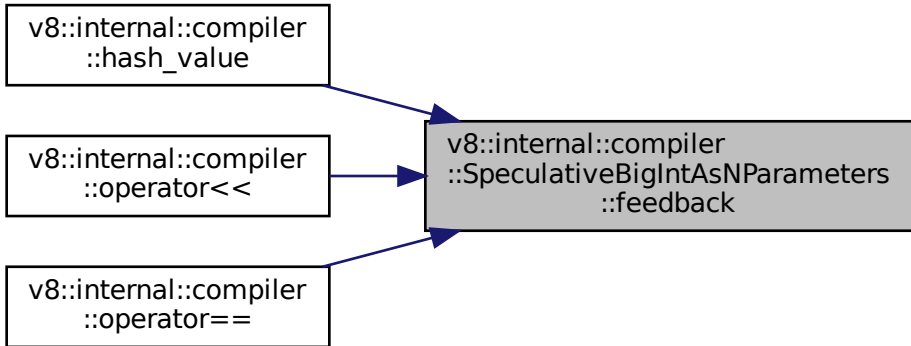 v8::internal::compiler
::hash_value
v8::internal::compiler
::operator<<
v8::internal::compiler
::operator==
v8::internal::compiler
::SpeculativeBigIntAsNParameters
::feedback